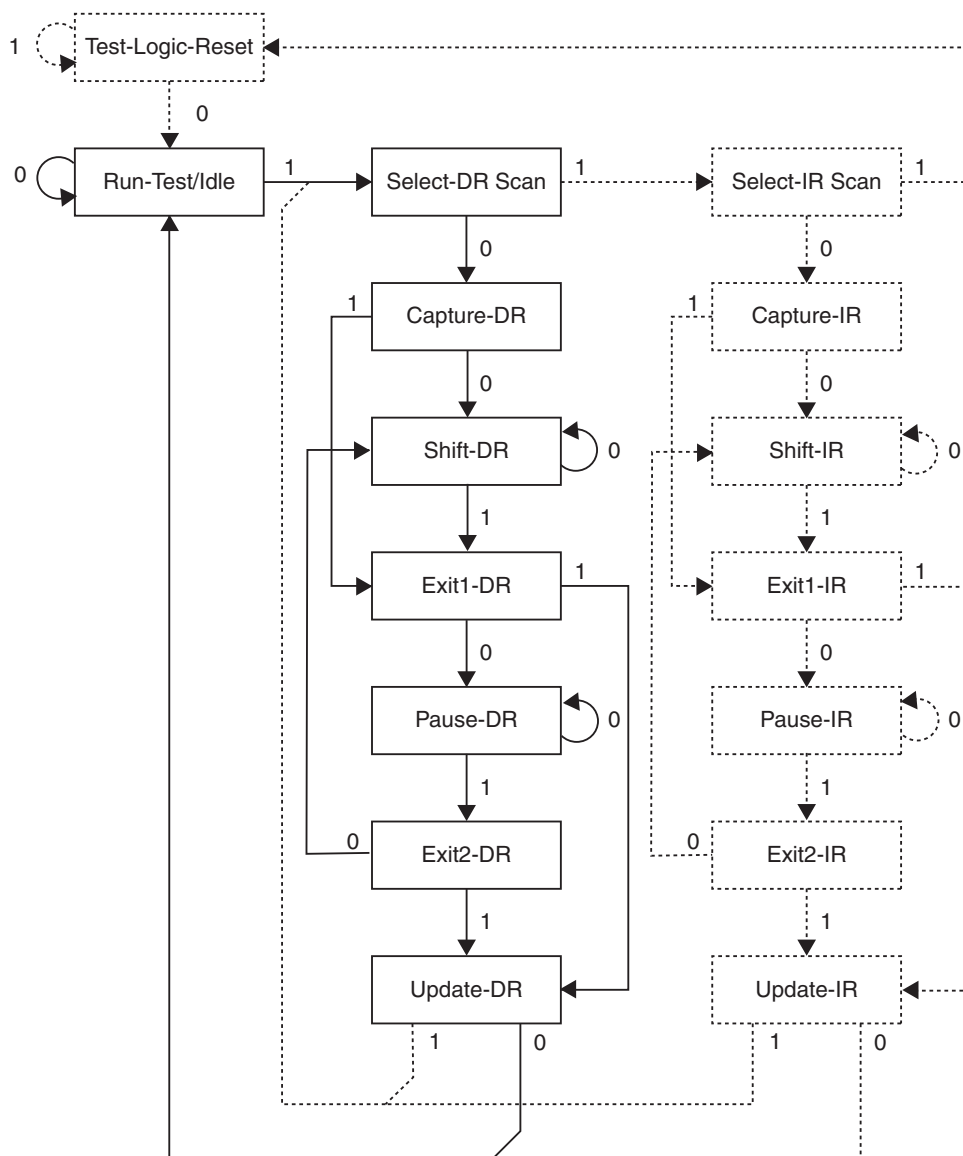 1
Test-Logic-Reset
0
0
Run-Test/Idle
1
Select-DR Scan
1
Select-IR Scan
1
0
0
1
Capture-DR
1
Capture-IR
0
0
Shift-DR
0
Shift-IR
0
1
1
Exit1-DR
1
Exit1-IR
1
0
0
Pause-DR
0
Pause-IR
0
1
1
0
Exit2-DR
0
Exit2-IR
1
1
Update-DR
Update-IR
1
0
1
0